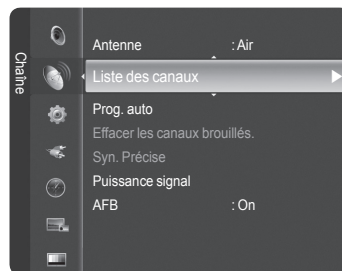 Chaîne
Antenne : Air
Liste des canaux
Prog. auto
Effacer les canaux brouillés.
Syn. Précise
Puissance signal
AFB : On